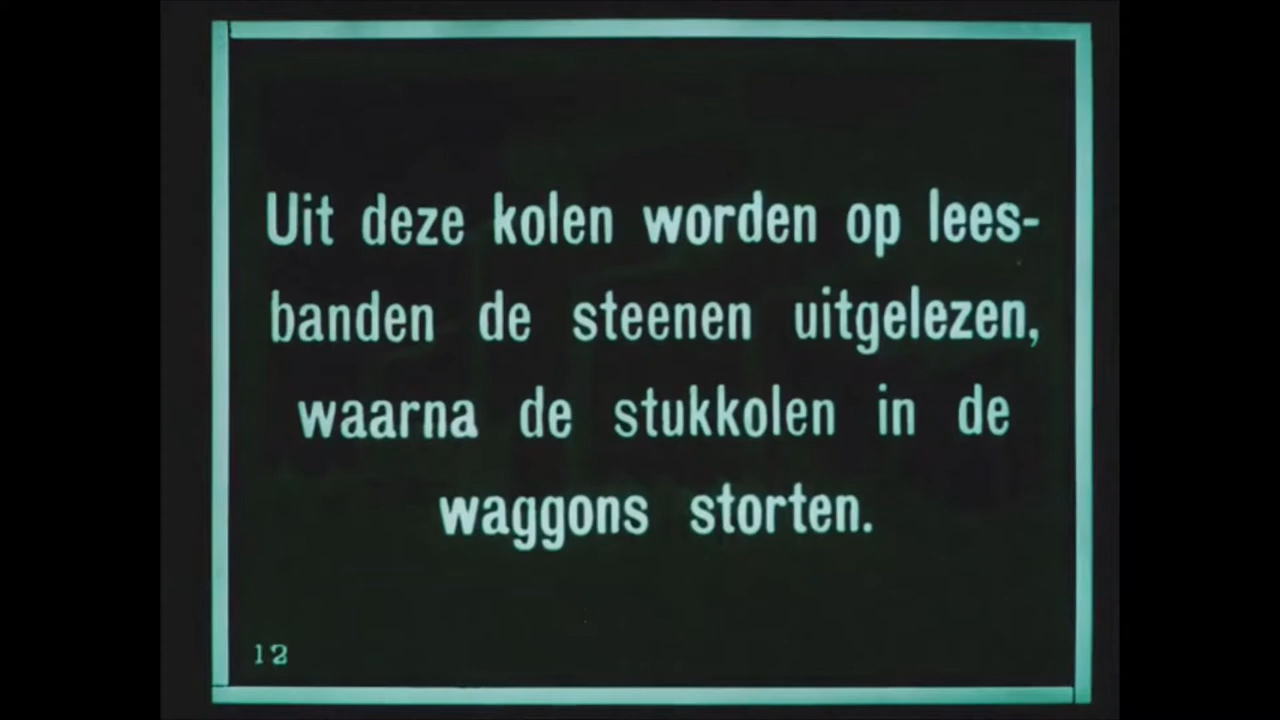 Uit deze kolen worden op lees-
banden de steenen uitgelezen,
waarna de stukkolen in de
waggons storten.
12